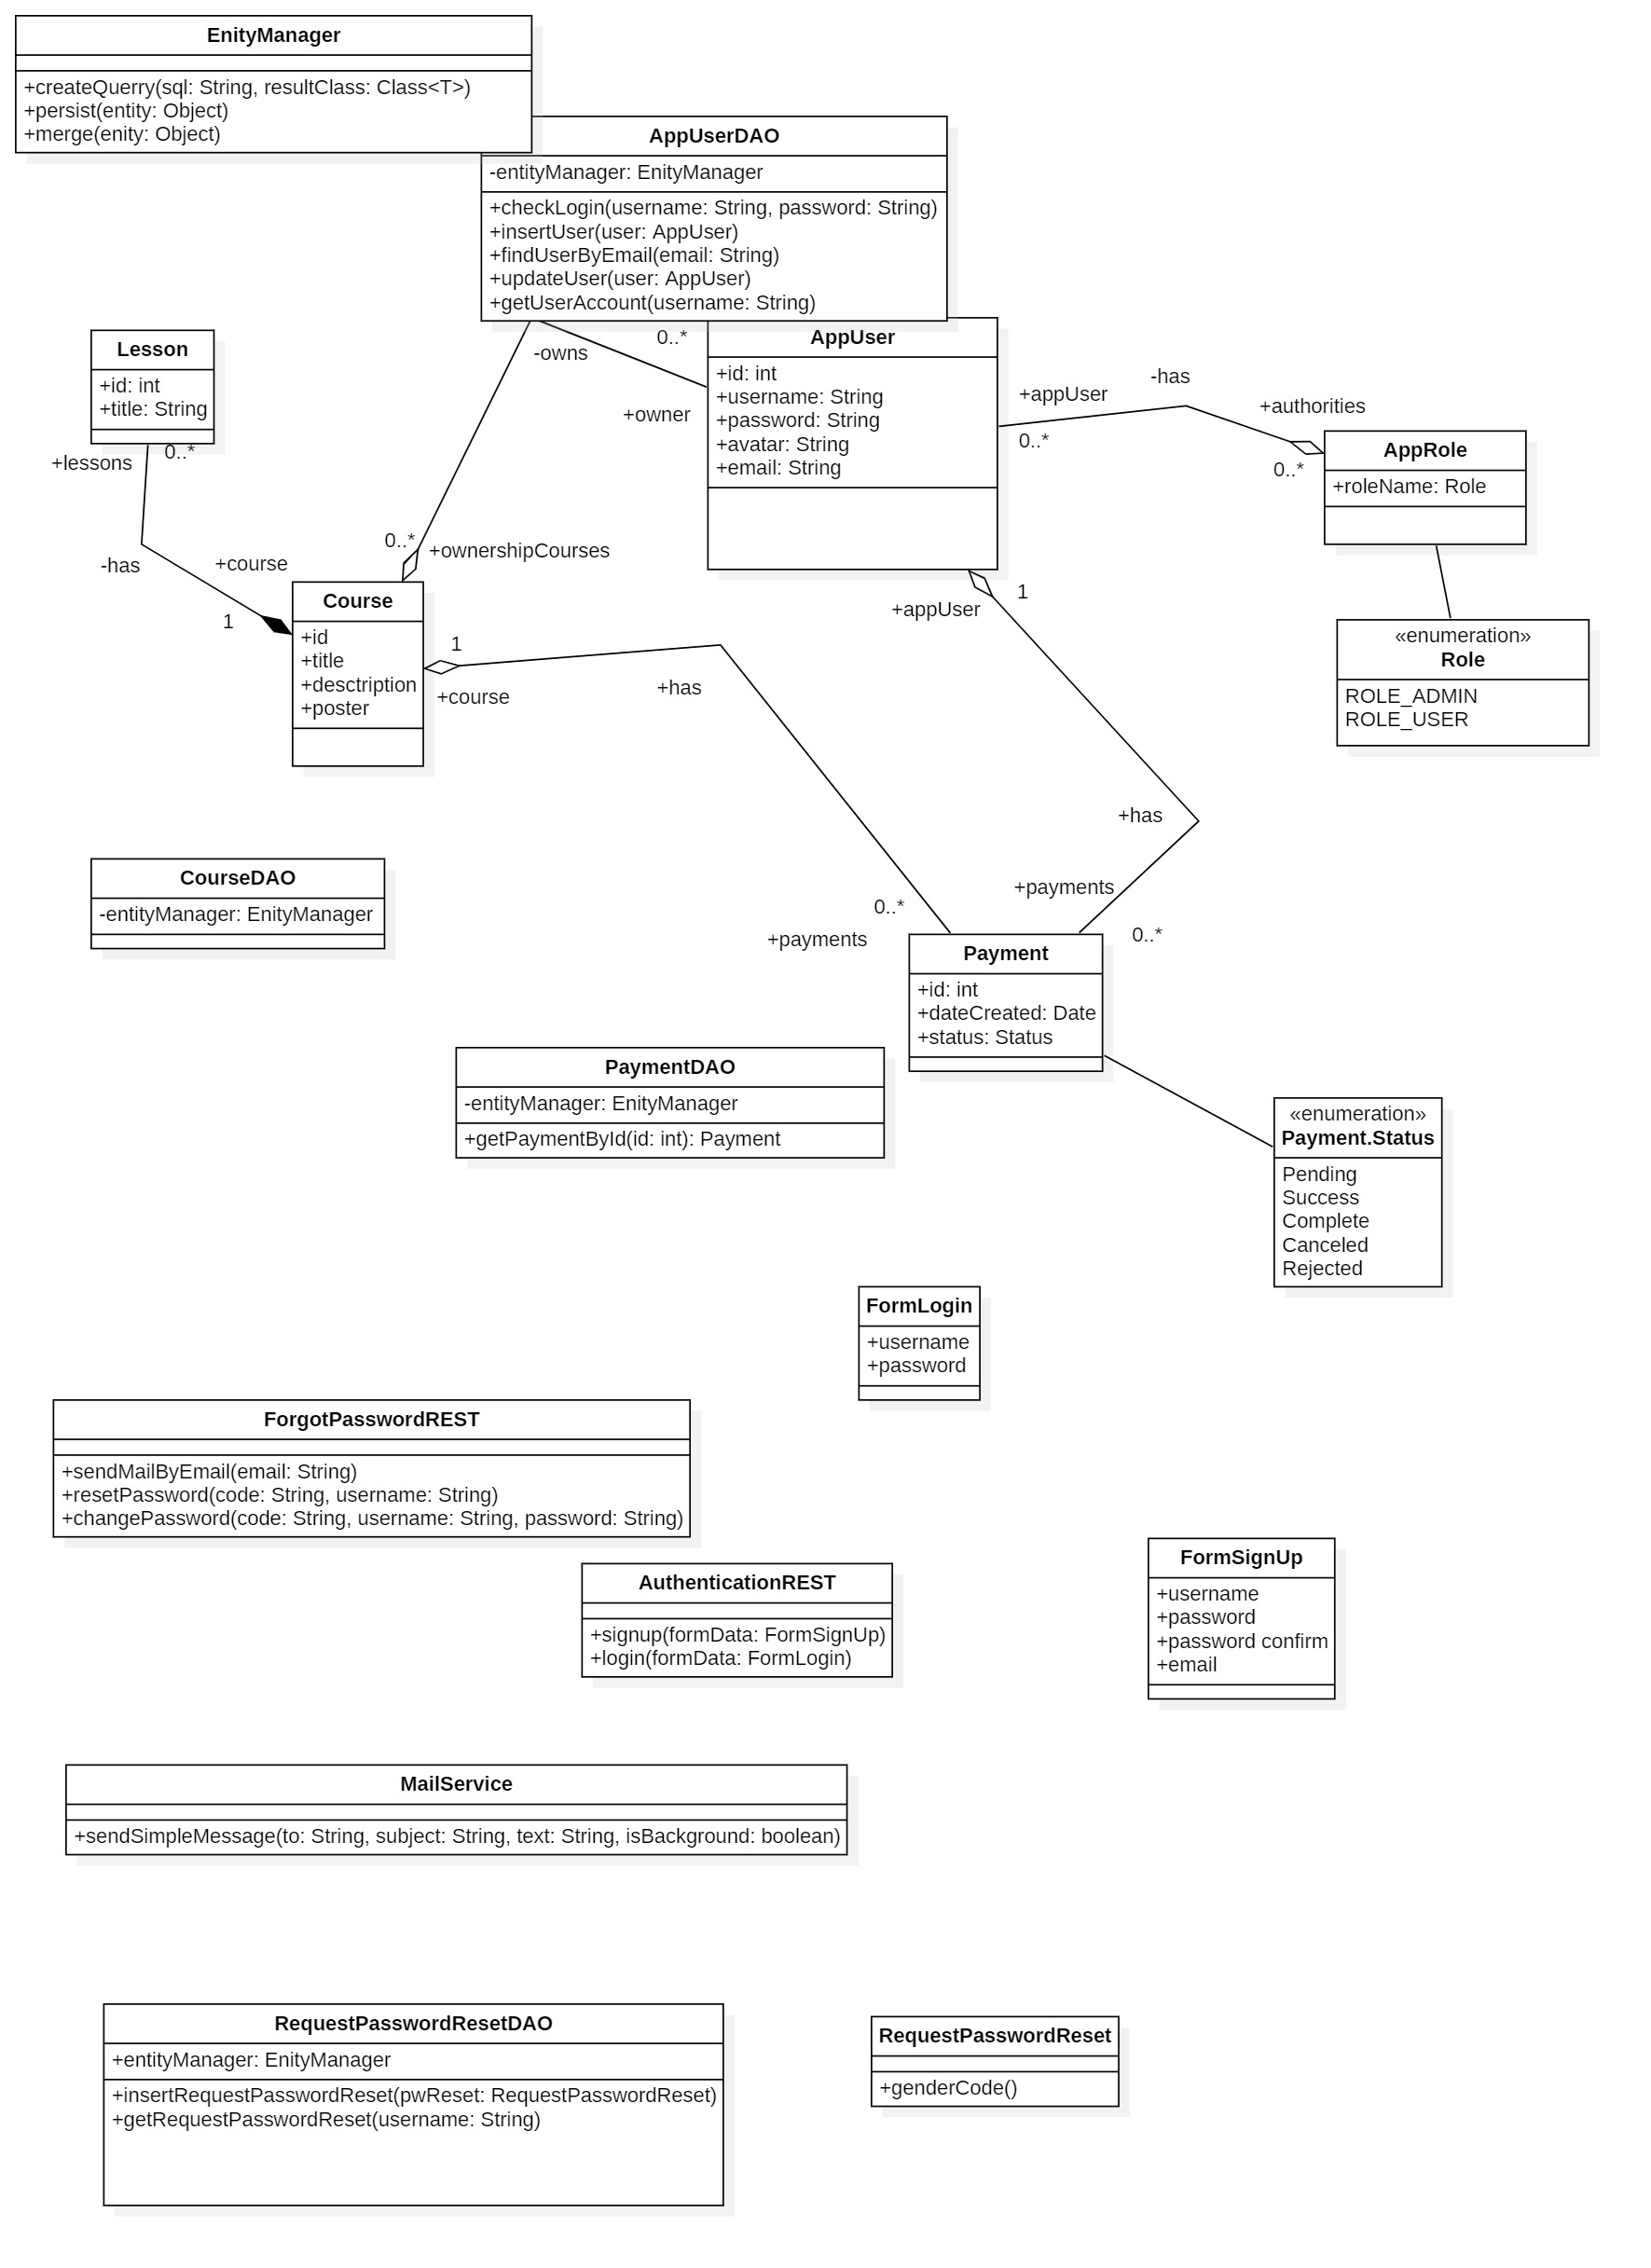 EnityManager
+createQuerry(sql: String, resultClass: Class<T>)
+persist(entity: Object)
+merge(enity: Object)
AppUserDAO
-entityManager: EnityManager
+checkLogin(username: String, password: String)
+insertUser(user: AppUser)
+findUserByEmail(email: String)
+updateUser(user: AppUser)
+getUserAccount(username: String)
Lesson
+id: int
+title: String
0..*
+lessons
-has
+course
1
-owns
0..*
+owner
AppUser
+id: int
+username: String
+password: String
+avatar: String
+email: String
+appUser
-has
+authorities
0..*
0..*
AppRole
+roleName: Role
«enumeration»
Role
ROLE_ADMIN
ROLE_USER
0..*
+ownershipCourses
Course
+id
+title
+desctription
+poster
1
+course
+has
0..*
+payments
+appUser
1
+has
+payments
0..*
CourseDAO
-entityManager: EnityManager
Payment
+id: int
+dateCreated: Date
+status: Status
PaymentDAO
-entityManager: EnityManager
+getPaymentById(id: int): Payment
«enumeration»
Payment.Status
Pending
Success
Complete
Canceled
Rejected
FormLogin
+username
+password
ForgotPasswordREST
+sendMailByEmail(email: String)
+resetPassword(code: String, username: String)
+changePassword(code: String, username: String, password: String)
AuthenticationREST
+signup(formData: FormSignUp)
+login(formData: FormLogin)
FormSignUp
+username
+password
+password confirm
+email
MailService
+sendSimpleMessage(to: String, subject: String, text: String, isBackground: boolean)
RequestPasswordResetDAO
+entityManager: EnityManager
+insertRequestPasswordReset(pwReset: RequestPasswordReset)
+getRequestPasswordReset(username: String)
RequestPasswordReset
+genderCode()